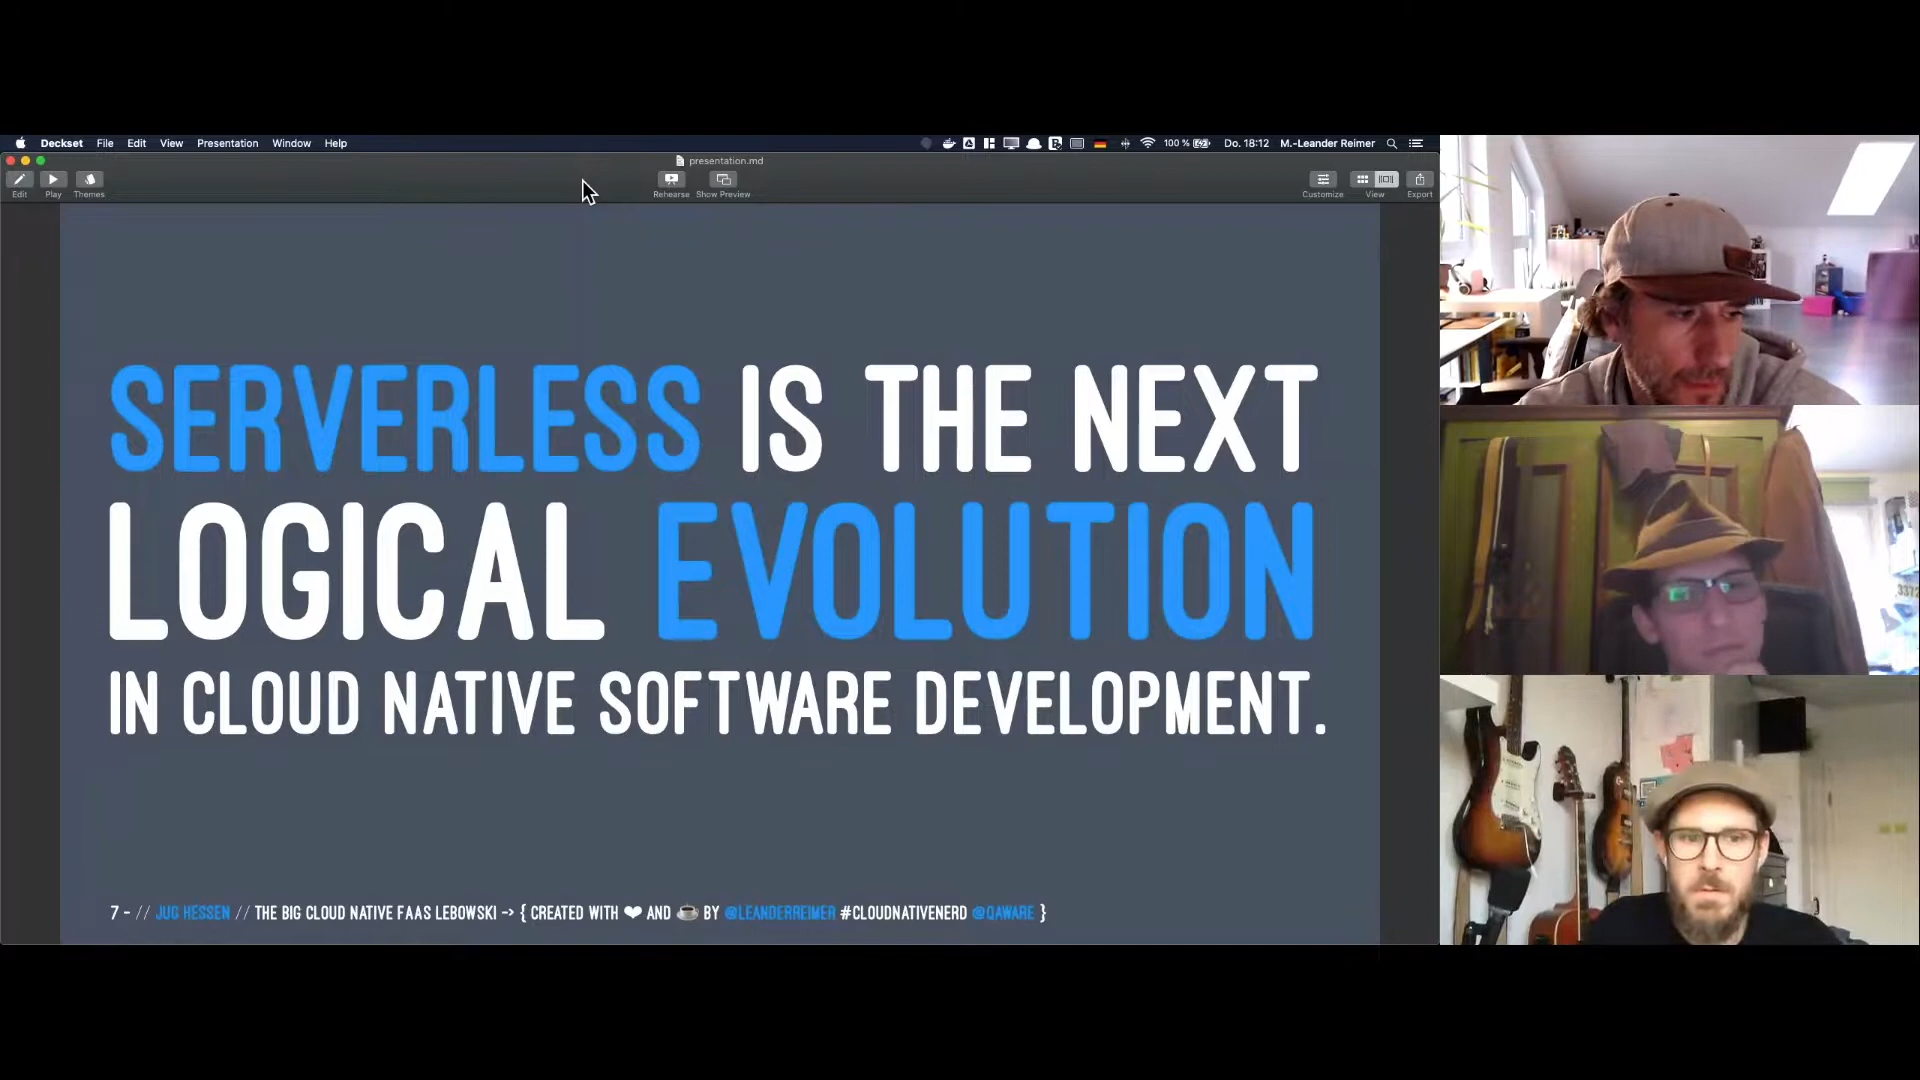 Deckset File Edit View Presentation Window Help
100 % Do. 18:12 M.-Leander Reimer
presentation.md
Edit Play Themes Rehearse Show Preview Customize View Export
SERVERLESS IS THE NEXT
LOGICAL EVOLUTION
IN CLOUD NATIVE SOFTWARE DEVELOPMENT.
7 - // JUG HESSEN // THE BIG CLOUD NATIVE FAAS LEBOWSKI -> { CREATED WITH ❤ AND ☕ BY @LEANDERREIMER #CLOUDNATIVENERD @QAWARE }
3372